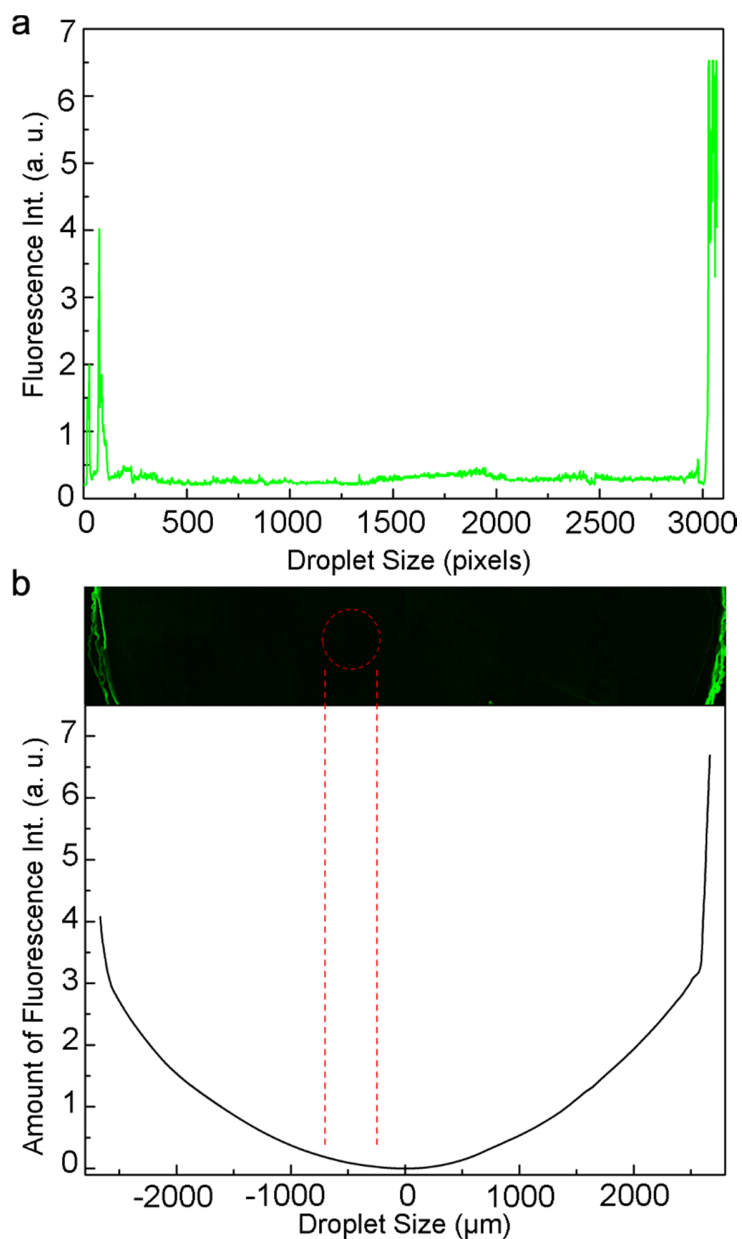 a
7
6
5
4
3
2
1
0
Fluorescence Int. (a. u.)
0 500 1000 1500 2000 2500 3000
Droplet Size (pixels)
b
7
6
5
4
3
2
1
0
Amount of Fluorescence Int. (a. u.)
-2000 -1000 0 1000 2000
Droplet Size (µm)